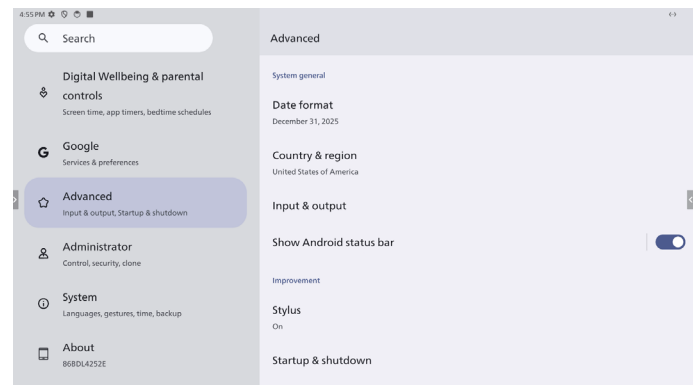 4:55 PM
Search
Digital Wellbeing & parental
controls
Screen time, app timers, bedtime schedules
Google
Services & preferences
Advanced
Input & output, Startup & shutdown
Administrator
Control, security, clone
System
Languages, gestures, time, backup
About
86BDL4252E
Advanced
System general
Date format
December 31, 2025
Country & region
United States of America
Input & output
Show Android status bar
Improvement
Stylus
On
Startup & shutdown